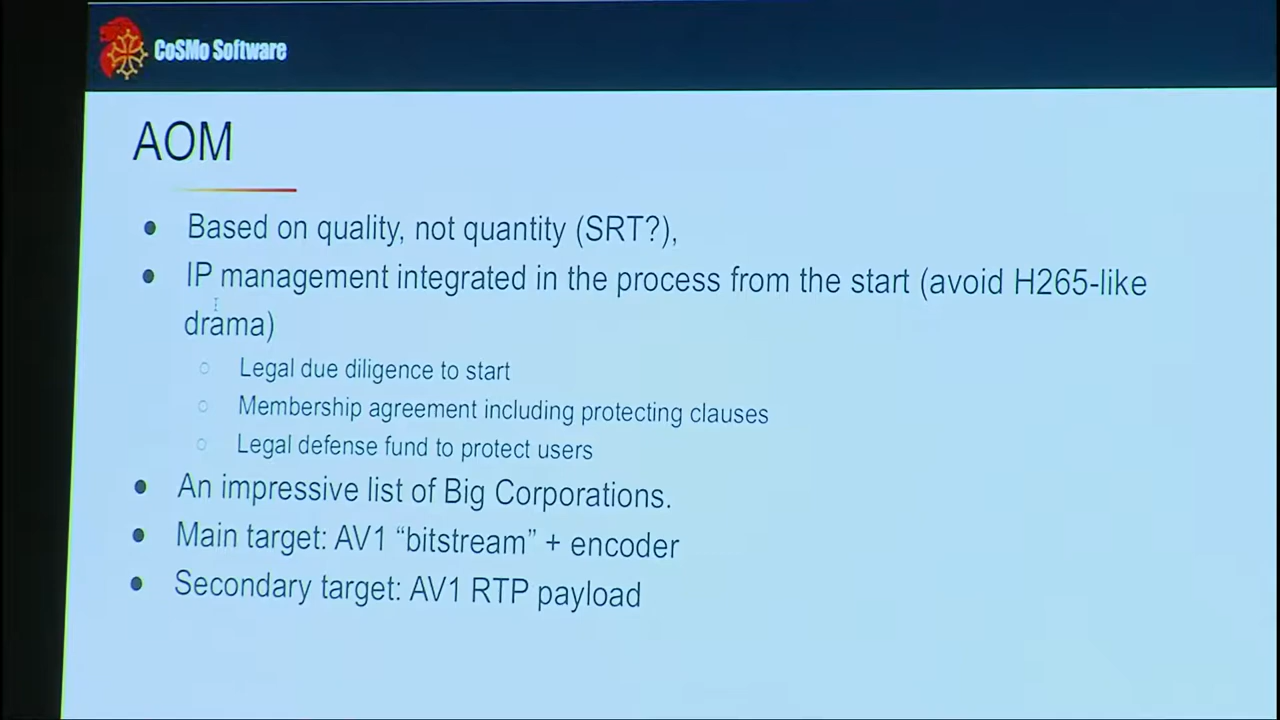 CoSMo Software
AOM
● Based on quality, not quantity (SRT?),
● IP management integrated in the process from the start (avoid H265-like
drama)
○ Legal due diligence to start
○ Membership agreement including protecting clauses
○ Legal defense fund to protect users
● An impressive list of Big Corporations.
● Main target: AV1 “bitstream” + encoder
● Secondary target: AV1 RTP payload